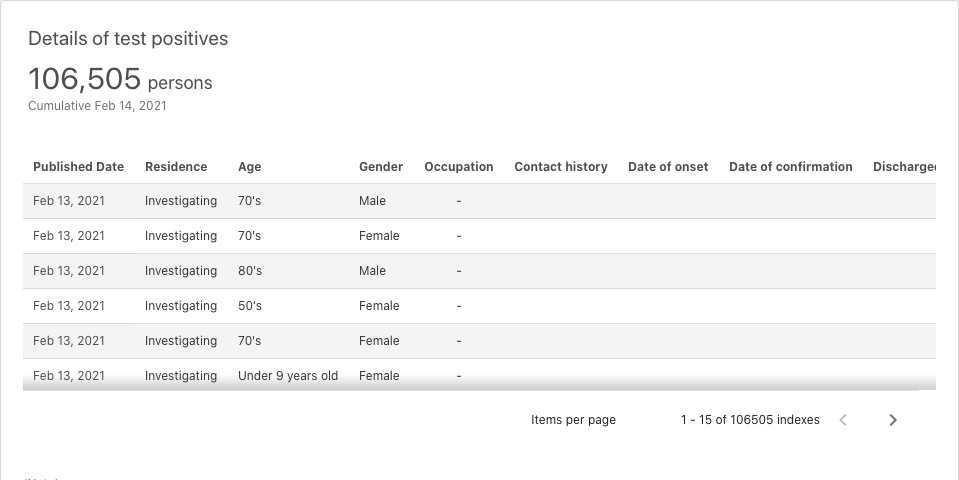 Details of test positives
106,505 persons
Cumulative Feb 14, 2021
Published Date Residence Age Gender Occupation Contact history Date of onset Date of confirmation Discharged
Feb 13, 2021 Investigating 70's Male -
Feb 13, 2021 Investigating 70's Female -
Feb 13, 2021 Investigating 80's Male -
Feb 13, 2021 Investigating 50's Female -
Feb 13, 2021 Investigating 70's Female -
Feb 13, 2021 Investigating Under 9 years old Female -
Items per page 1 - 15 of 106505 indexes